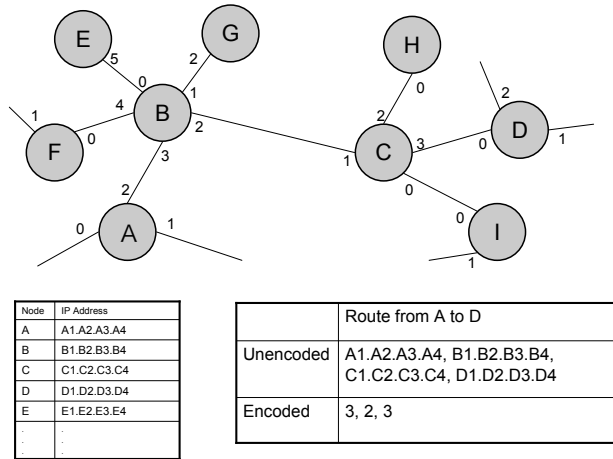 E
G
H
5
2
0
0
1
4
B
2
1
2
2
3
D
F
0
3
1
C
0
1
2
0
0
0
A
1
I
1
Node IP Address
A A1.A2.A3.A4
B B1.B2.B3.B4
C C1.C2.C3.C4
D D1.D2.D3.D4
E E1.E2.E3.E4
. .
. .
. .
Route from A to D
Unencoded A1.A2.A3.A4, B1.B2.B3.B4,
C1.C2.C3.C4, D1.D2.D3.D4
Encoded 3, 2, 3